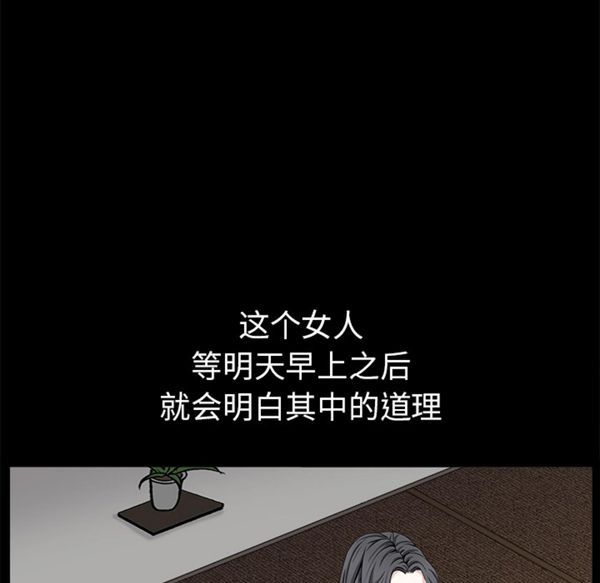 这个女人
等明天早上之后
就会明白其中的道理